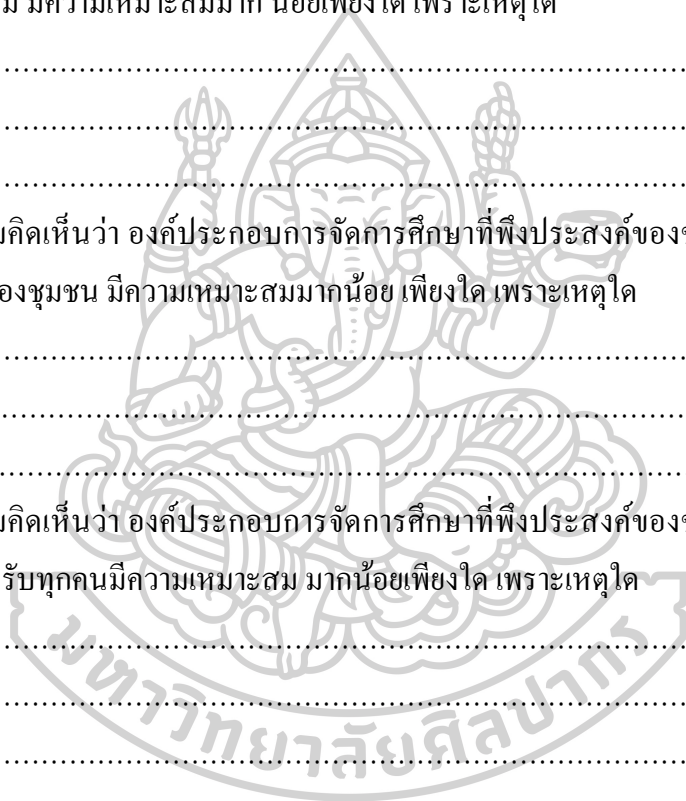 มีความเหมาะสมมาก น้อยเพียงใด เพราะเหตุใด
................................................................................
................................................................................
................................................................................
คิดเห็นว่า องค์ประกอบการจัดการศึกษาที่พึงประสงค์ของ
องชุมชน มีความเหมาะสมมากน้อย เพียงใด เพราะเหตุใด
................................................................................
................................................................................
................................................................................
คิดเห็นว่า องค์ประกอบการจัดการศึกษาที่พึงประสงค์ของ
รับทุกคนมีความเหมาะสม มากน้อยเพียงใด เพราะเหตุใด
................................................................................
................................................................................
................................................................................
มหาวิทยาลัยศิลปากร